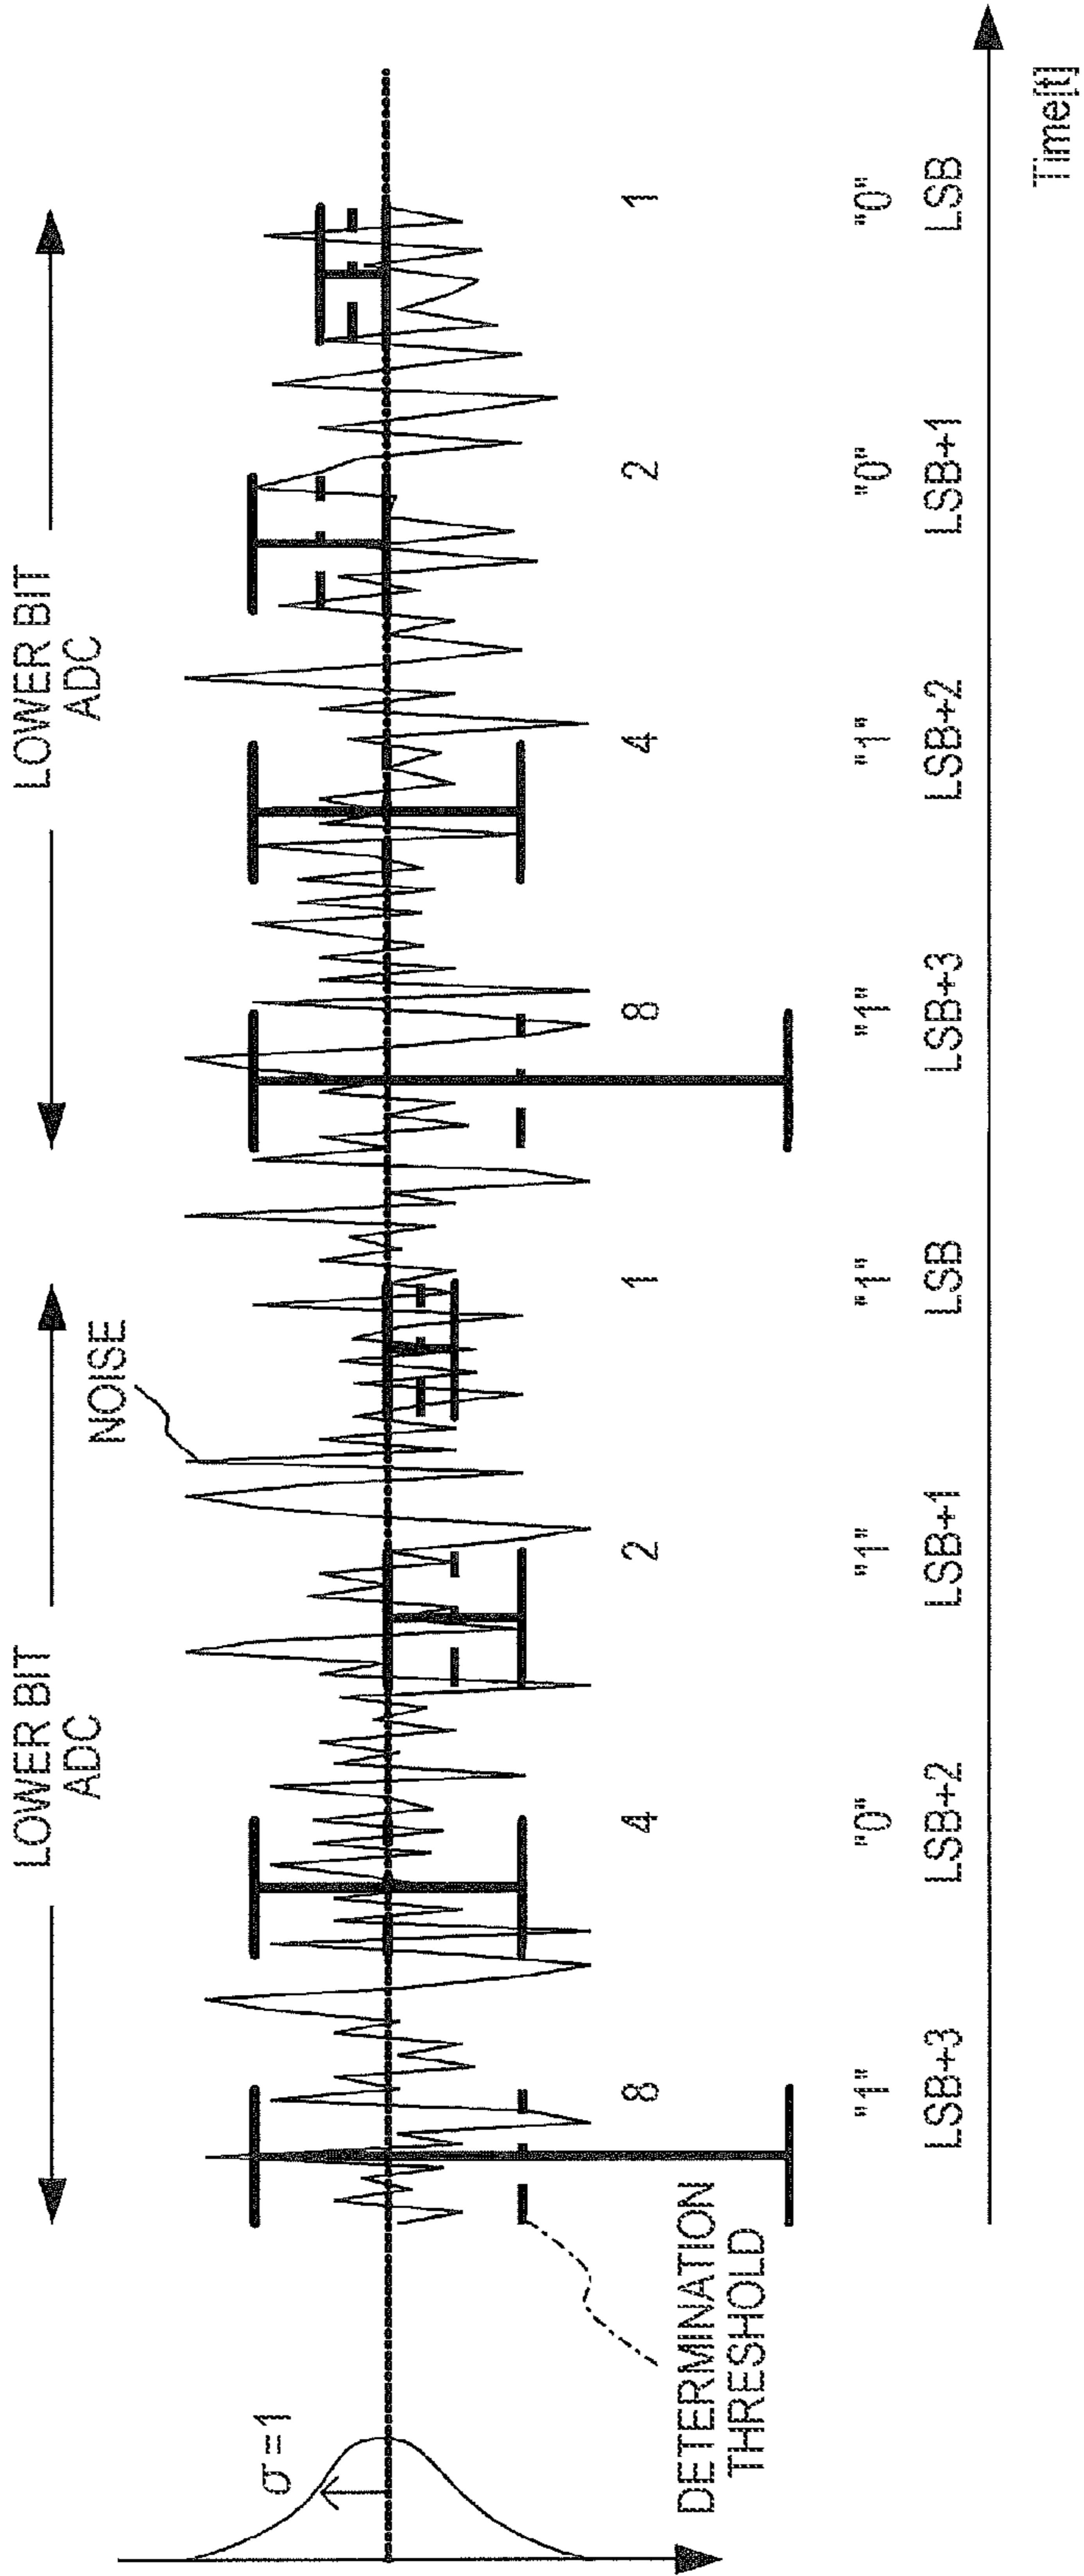 LOWER BIT
ADC
LOWER BIT
ADC
NOISE
σ=1
DETERMINATION
THRESHOLD
8 4 2 1 8 4 2 1
"1" "0" "1" "1" "1" "1" "0" "0"
LSB+3 LSB+2 LSB+1 LSB LSB+3 LSB+2 LSB+1 LSB
Time[t]